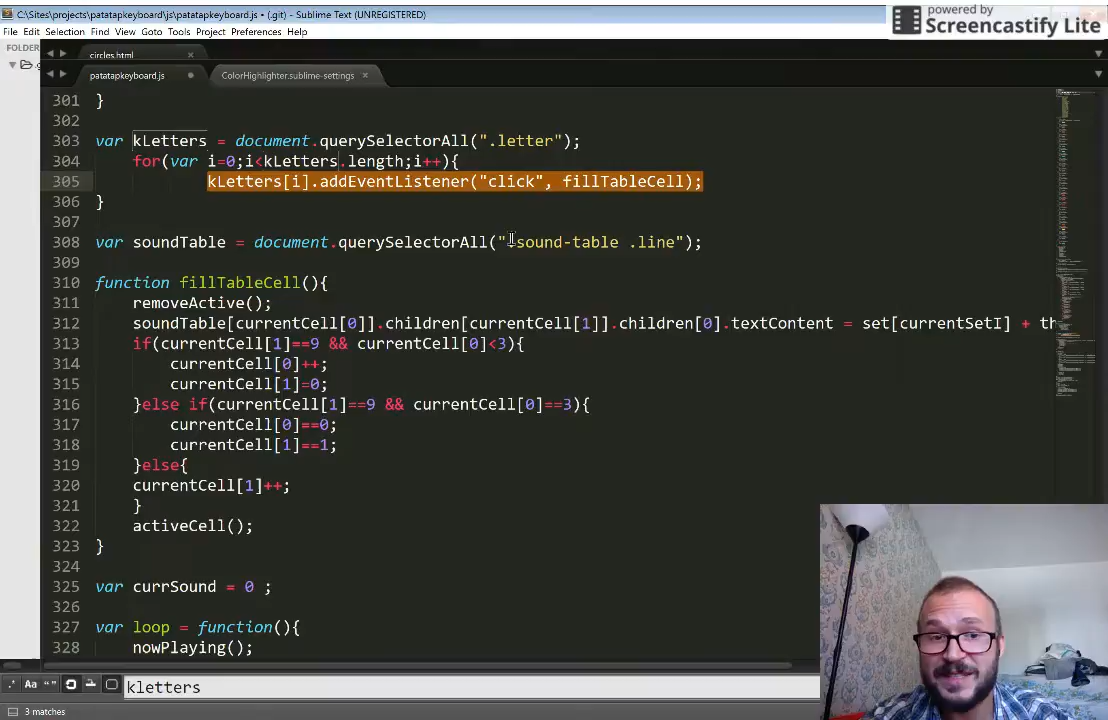 C:\Sites\projects\patatapkeyboard\js\patatapkeyboard.js • (.git) - Sublime Text (UNREGISTERED)
powered by
Screencastify Lite
File Edit Selection Find View Goto Tools Project Preferences Help
FOLDER
circles.html ×
patatapkeyboard.js • ColorHighlighter.sublime-settings ×
301 }
302
303 var kLetters = document.querySelectorAll(".letter");
304 for(var i=0;i<kLetters.length;i++){
305 kLetters[i].addEventListener("click", fillTableCell);
306 }
307
308 var soundTable = document.querySelectorAll(".sound-table .line");
309
310 function fillTableCell(){
311 removeActive();
312 soundTable[currentCell[0]].children[currentCell[1]].children[0].textContent = set[currentSetI] + th
313 if(currentCell[1]==9 && currentCell[0]<3){
314 currentCell[0]++;
315 currentCell[1]=0;
316 }else if(currentCell[1]==9 && currentCell[0]==3){
317 currentCell[0]==0;
318 currentCell[1]==1;
319 }else{
320 currentCell[1]++;
321 }
322 activeCell();
323 }
324
325 var currSound = 0 ;
326
327 var loop = function(){
328 nowPlaying();
.* Aa “” kletters
3 matches